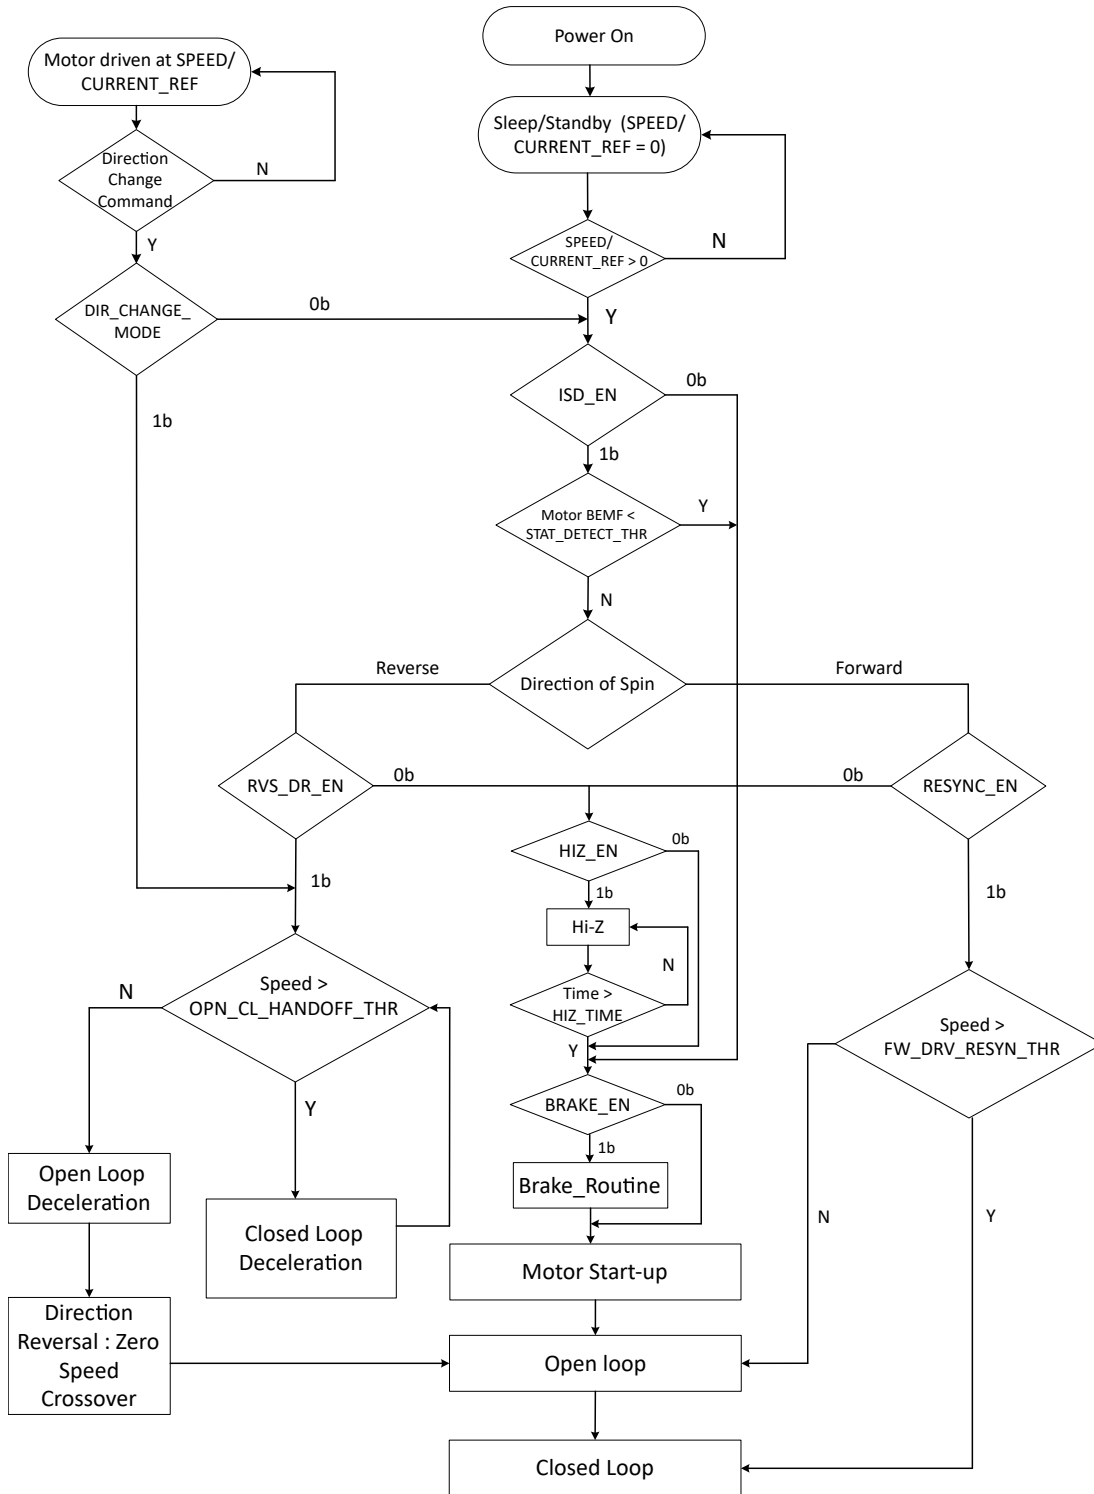 Power On
Motor driven at SPEED/
CURRENT_REF
Sleep/Standby (SPEED/
CURRENT_REF = 0)
Direction
Change
Command
N
Y
SPEED/
CURRENT_REF > 0
N
Y
DIR_CHANGE_
MODE
0b
1b
ISD_EN
0b
1b
Motor BEMF <
STAT_DETECT_THR
Y
N
Reverse
Direction of Spin
Forward
RVS_DR_EN
0b
0b
RESYNC_EN
1b
1b
HIZ_EN
0b
1b
Hi-Z
N
Time >
HIZ_TIME
Y
Speed >
OPN_CL_HANDOFF_THR
N
Y
Speed >
FW_DRV_RESYN_THR
N
Y
BRAKE_EN
0b
1b
Brake_Routine
Open Loop
Deceleration
Closed Loop
Deceleration
Motor Start-up
Direction
Reversal : Zero
Speed
Crossover
Open loop
Closed Loop